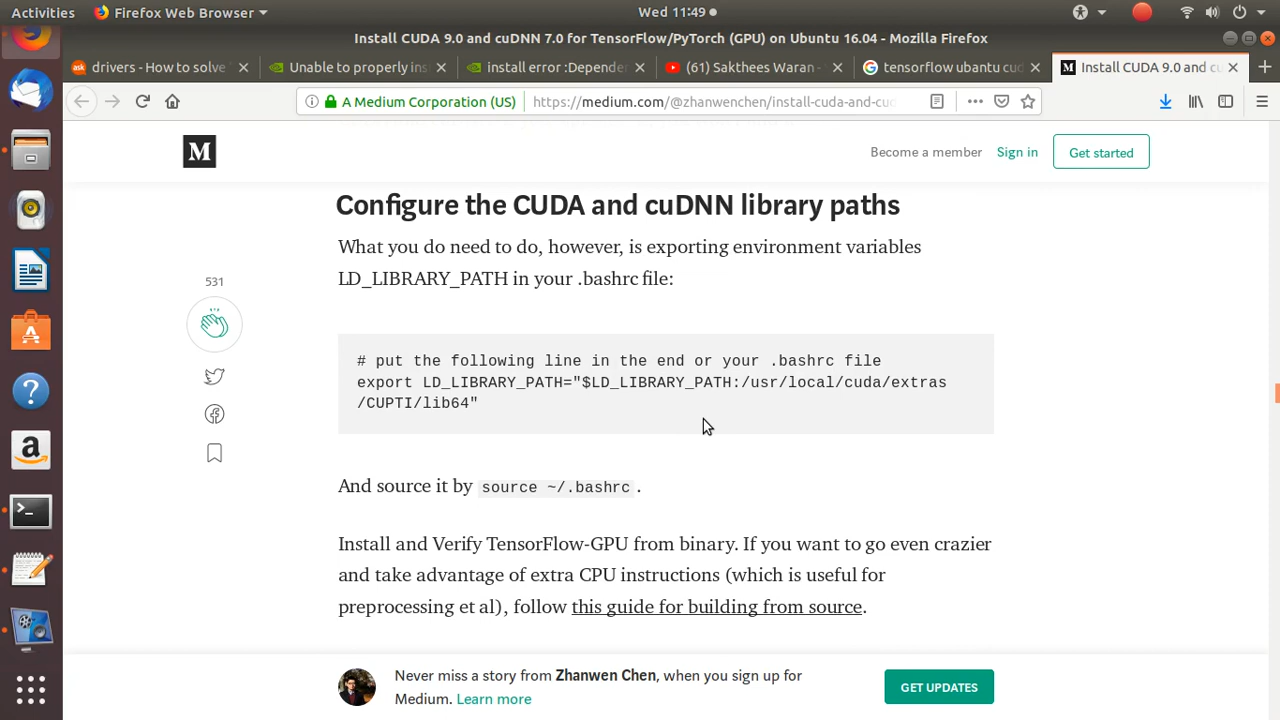 Activities
Firefox Web Browser
Wed 11:49
Install CUDA 9.0 and cuDNN 7.0 for TensorFlow/PyTorch (GPU) on Ubuntu 16.04 - Mozilla Firefox
ask
drivers - How to solve
Unable to properly ins
install error :Depende
(61) Sakthees Waran -
tensorflow ubantu cu
M
Install CUDA 9.0 and cu
A Medium Corporation (US)
https://medium.com/@zhanwenchen/install-cuda-and-cud
M
Become a member
Sign in
Get started
Configure the CUDA and cuDNN library paths
What you do need to do, however, is exporting environment variables
LD_LIBRARY_PATH in your .bashrc file:
531
# put the following line in the end or your .bashrc file
export LD_LIBRARY_PATH="$LD_LIBRARY_PATH:/usr/local/cuda/extras
/CUPTI/lib64"
And source it by source ~/.bashrc .
Install and Verify TensorFlow-GPU from binary. If you want to go even crazier
and take advantage of extra CPU instructions (which is useful for
preprocessing et al), follow this guide for building from source.
Never miss a story from Zhanwen Chen, when you sign up for
Medium. Learn more
GET UPDATES